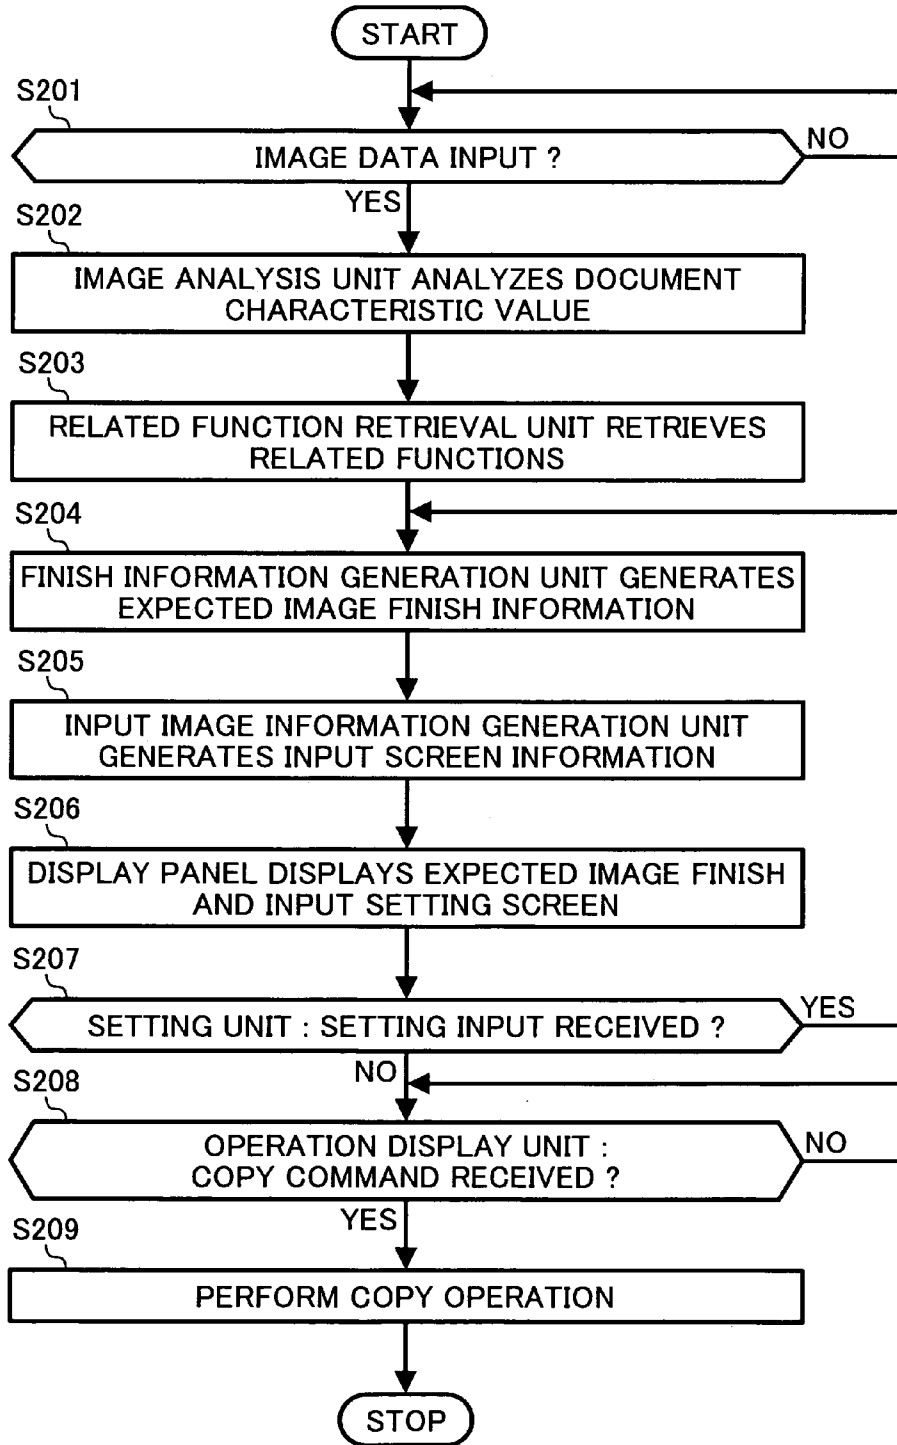 START
S201
IMAGE DATA INPUT ?
NO
YES
S202
IMAGE ANALYSIS UNIT ANALYZES DOCUMENT
CHARACTERISTIC VALUE
S203
RELATED FUNCTION RETRIEVAL UNIT RETRIEVES
RELATED FUNCTIONS
S204
FINISH INFORMATION GENERATION UNIT GENERATES
EXPECTED IMAGE FINISH INFORMATION
S205
INPUT IMAGE INFORMATION GENERATION UNIT
GENERATES INPUT SCREEN INFORMATION
S206
DISPLAY PANEL DISPLAYS EXPECTED IMAGE FINISH
AND INPUT SETTING SCREEN
S207
SETTING UNIT : SETTING INPUT RECEIVED ?
YES
NO
S208
OPERATION DISPLAY UNIT :
COPY COMMAND RECEIVED ?
NO
YES
S209
PERFORM COPY OPERATION
STOP